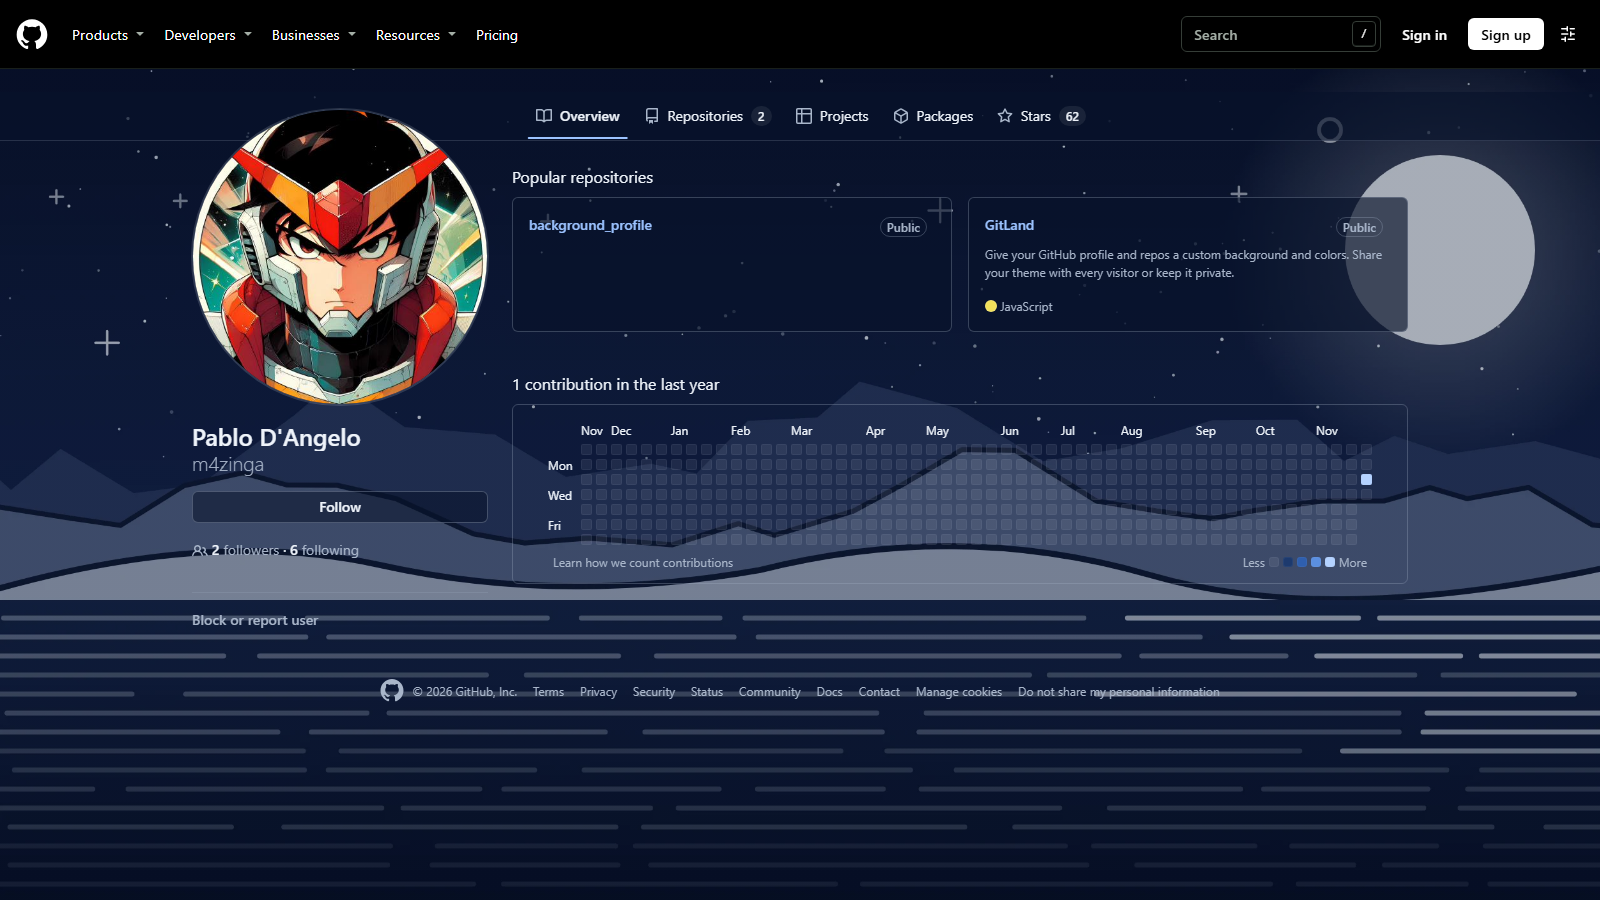 Products Developers Businesses Resources Pricing
Search / Sign in Sign up
Overview Repositories 2 Projects Packages Stars 62
Popular repositories
background_profile Public
GitLand Public
Give your GitHub profile and repos a custom background and colors. Share
your theme with every visitor or keep it private.
JavaScript
Pablo D'Angelo
m4zinga
Follow
2 followers · 6 following
Block or report user
1 contribution in the last year
Nov Dec Jan Feb Mar Apr May Jun Jul Aug Sep Oct Nov
Mon
Wed
Fri
Learn how we count contributions
Less More
© 2026 GitHub, Inc. Terms Privacy Security Status Community Docs Contact Manage cookies Do not share my personal information